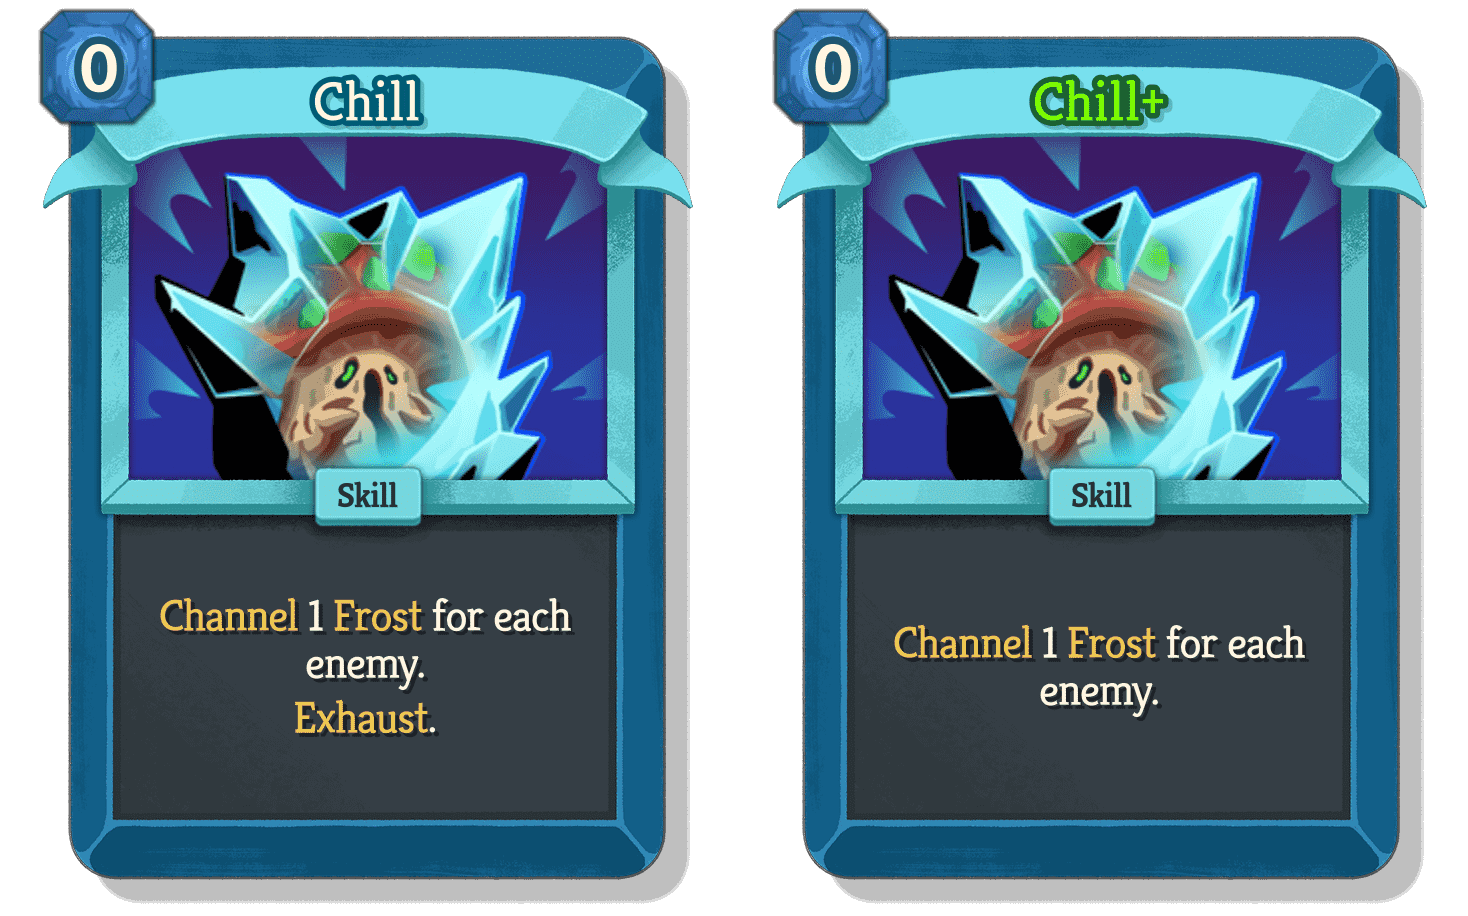 0
Chill
Skill
Channel 1 Frost for each
enemy.
Exhaust.
0
Chill+
Skill
Channel 1 Frost for each
enemy.